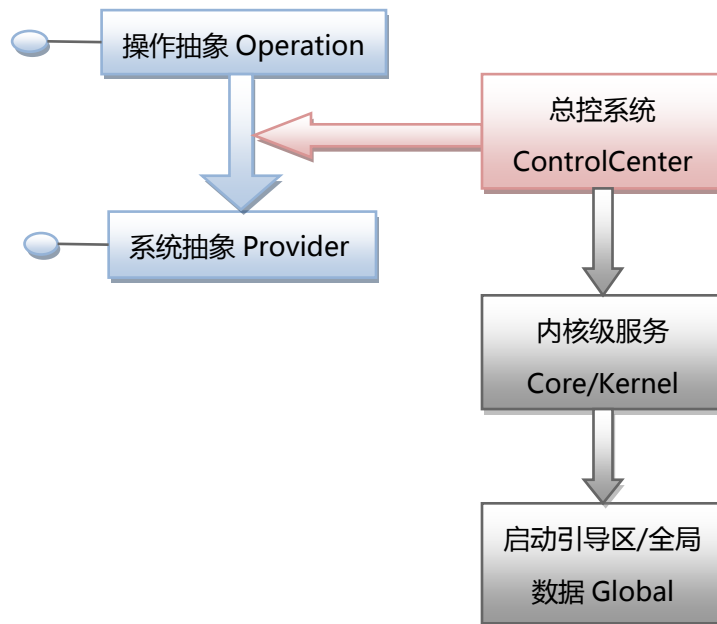 操作抽象 Operation
总控系统
ControlCenter
系统抽象 Provider
内核级服务
Core/Kernel
启动引导区/全局
数据 Global